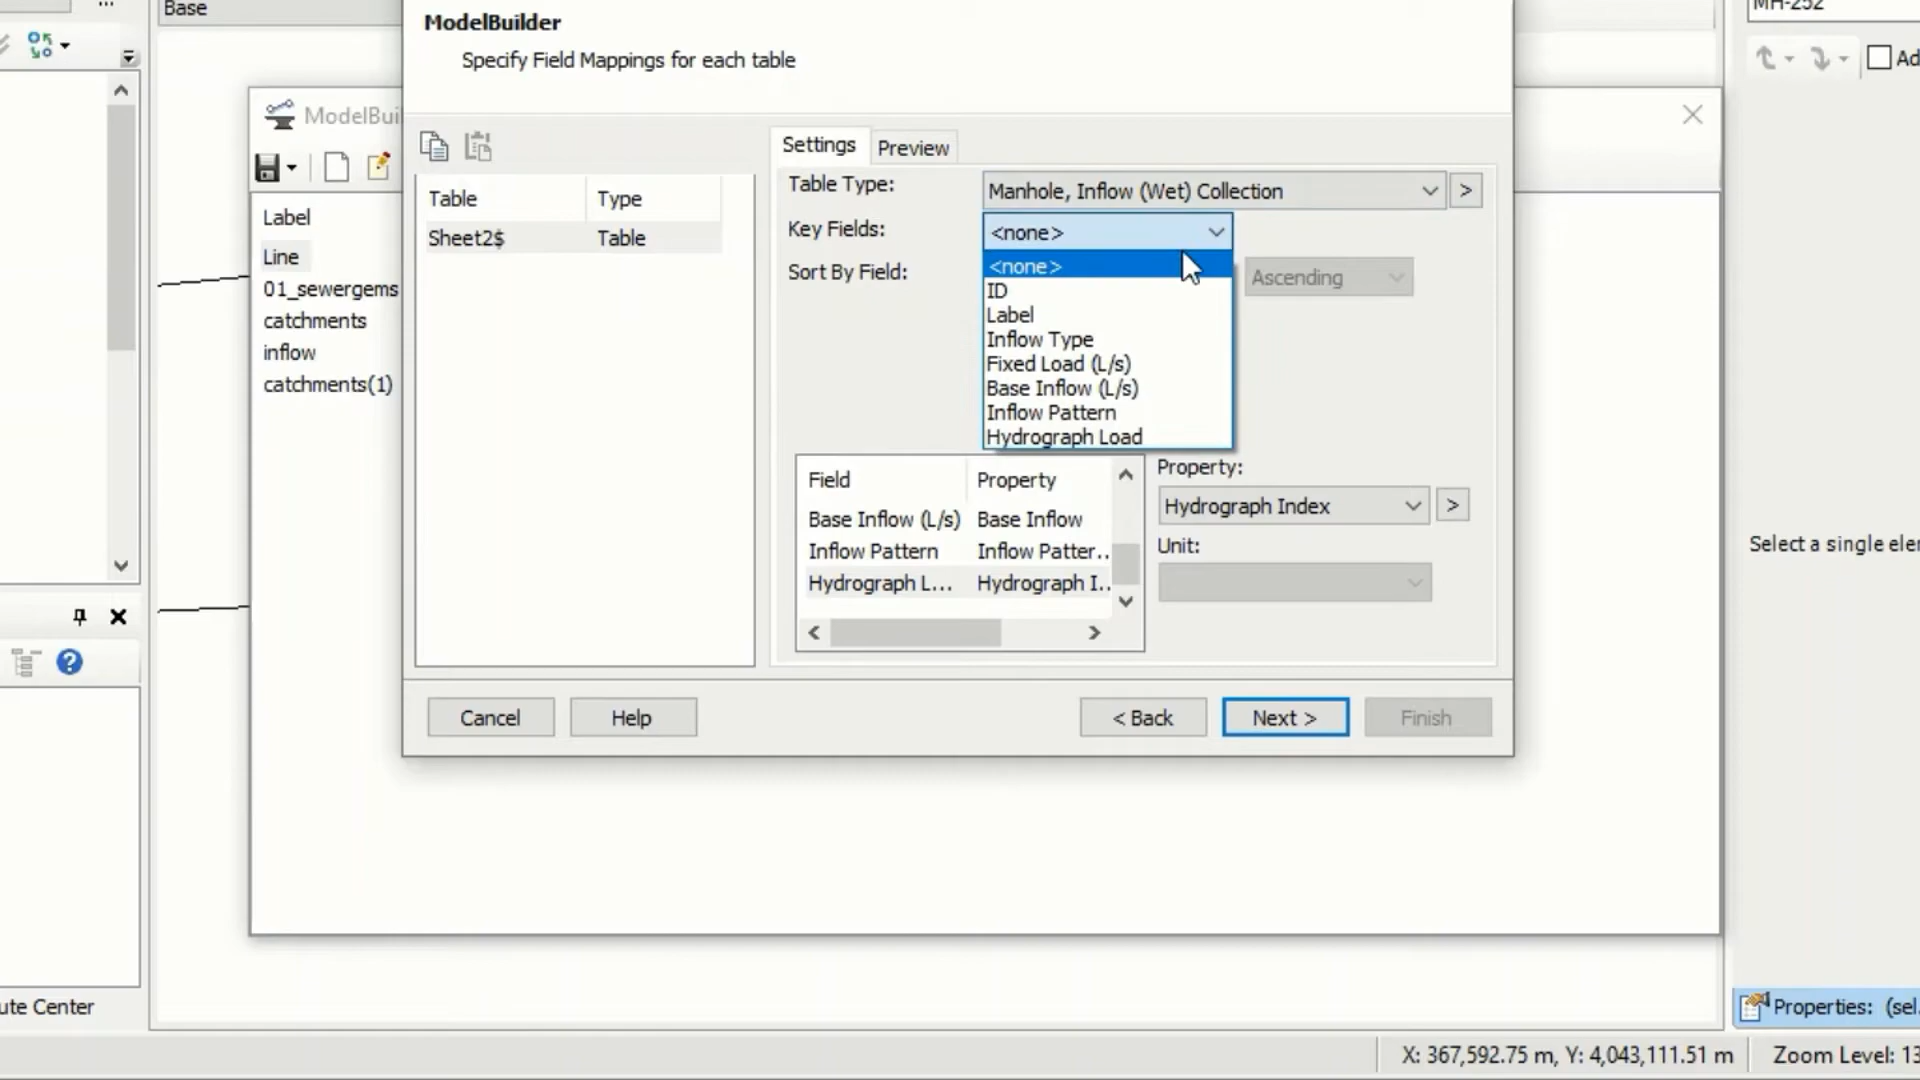 Base
MH-252
ModelBuilder
Specify Field Mappings for each table
Ad
ModelBui
Settings
Preview
Table Type:
Manhole, Inflow (Wet) Collection
>
Table
Type
Key Fields:
<none>
Label
Sheet2$
Table
Sort By Field:
<none>
Ascending
Line
ID
01_sewergems
Label
catchments
Inflow Type
inflow
Fixed Load (L/s)
catchments(1)
Base Inflow (L/s)
Inflow Pattern
Hydrograph Load
Field
Property
Property:
Base Inflow (L/s)
Base Inflow
Hydrograph Index
>
Inflow Pattern
Inflow Patter..
Unit:
Select a single ele
Hydrograph L...
Hydrograph I..
Cancel
Help
< Back
Next >
Finish
ute Center
Properties: (sel.
X: 367,592.75 m, Y: 4,043,111.51 m
Zoom Level: 13